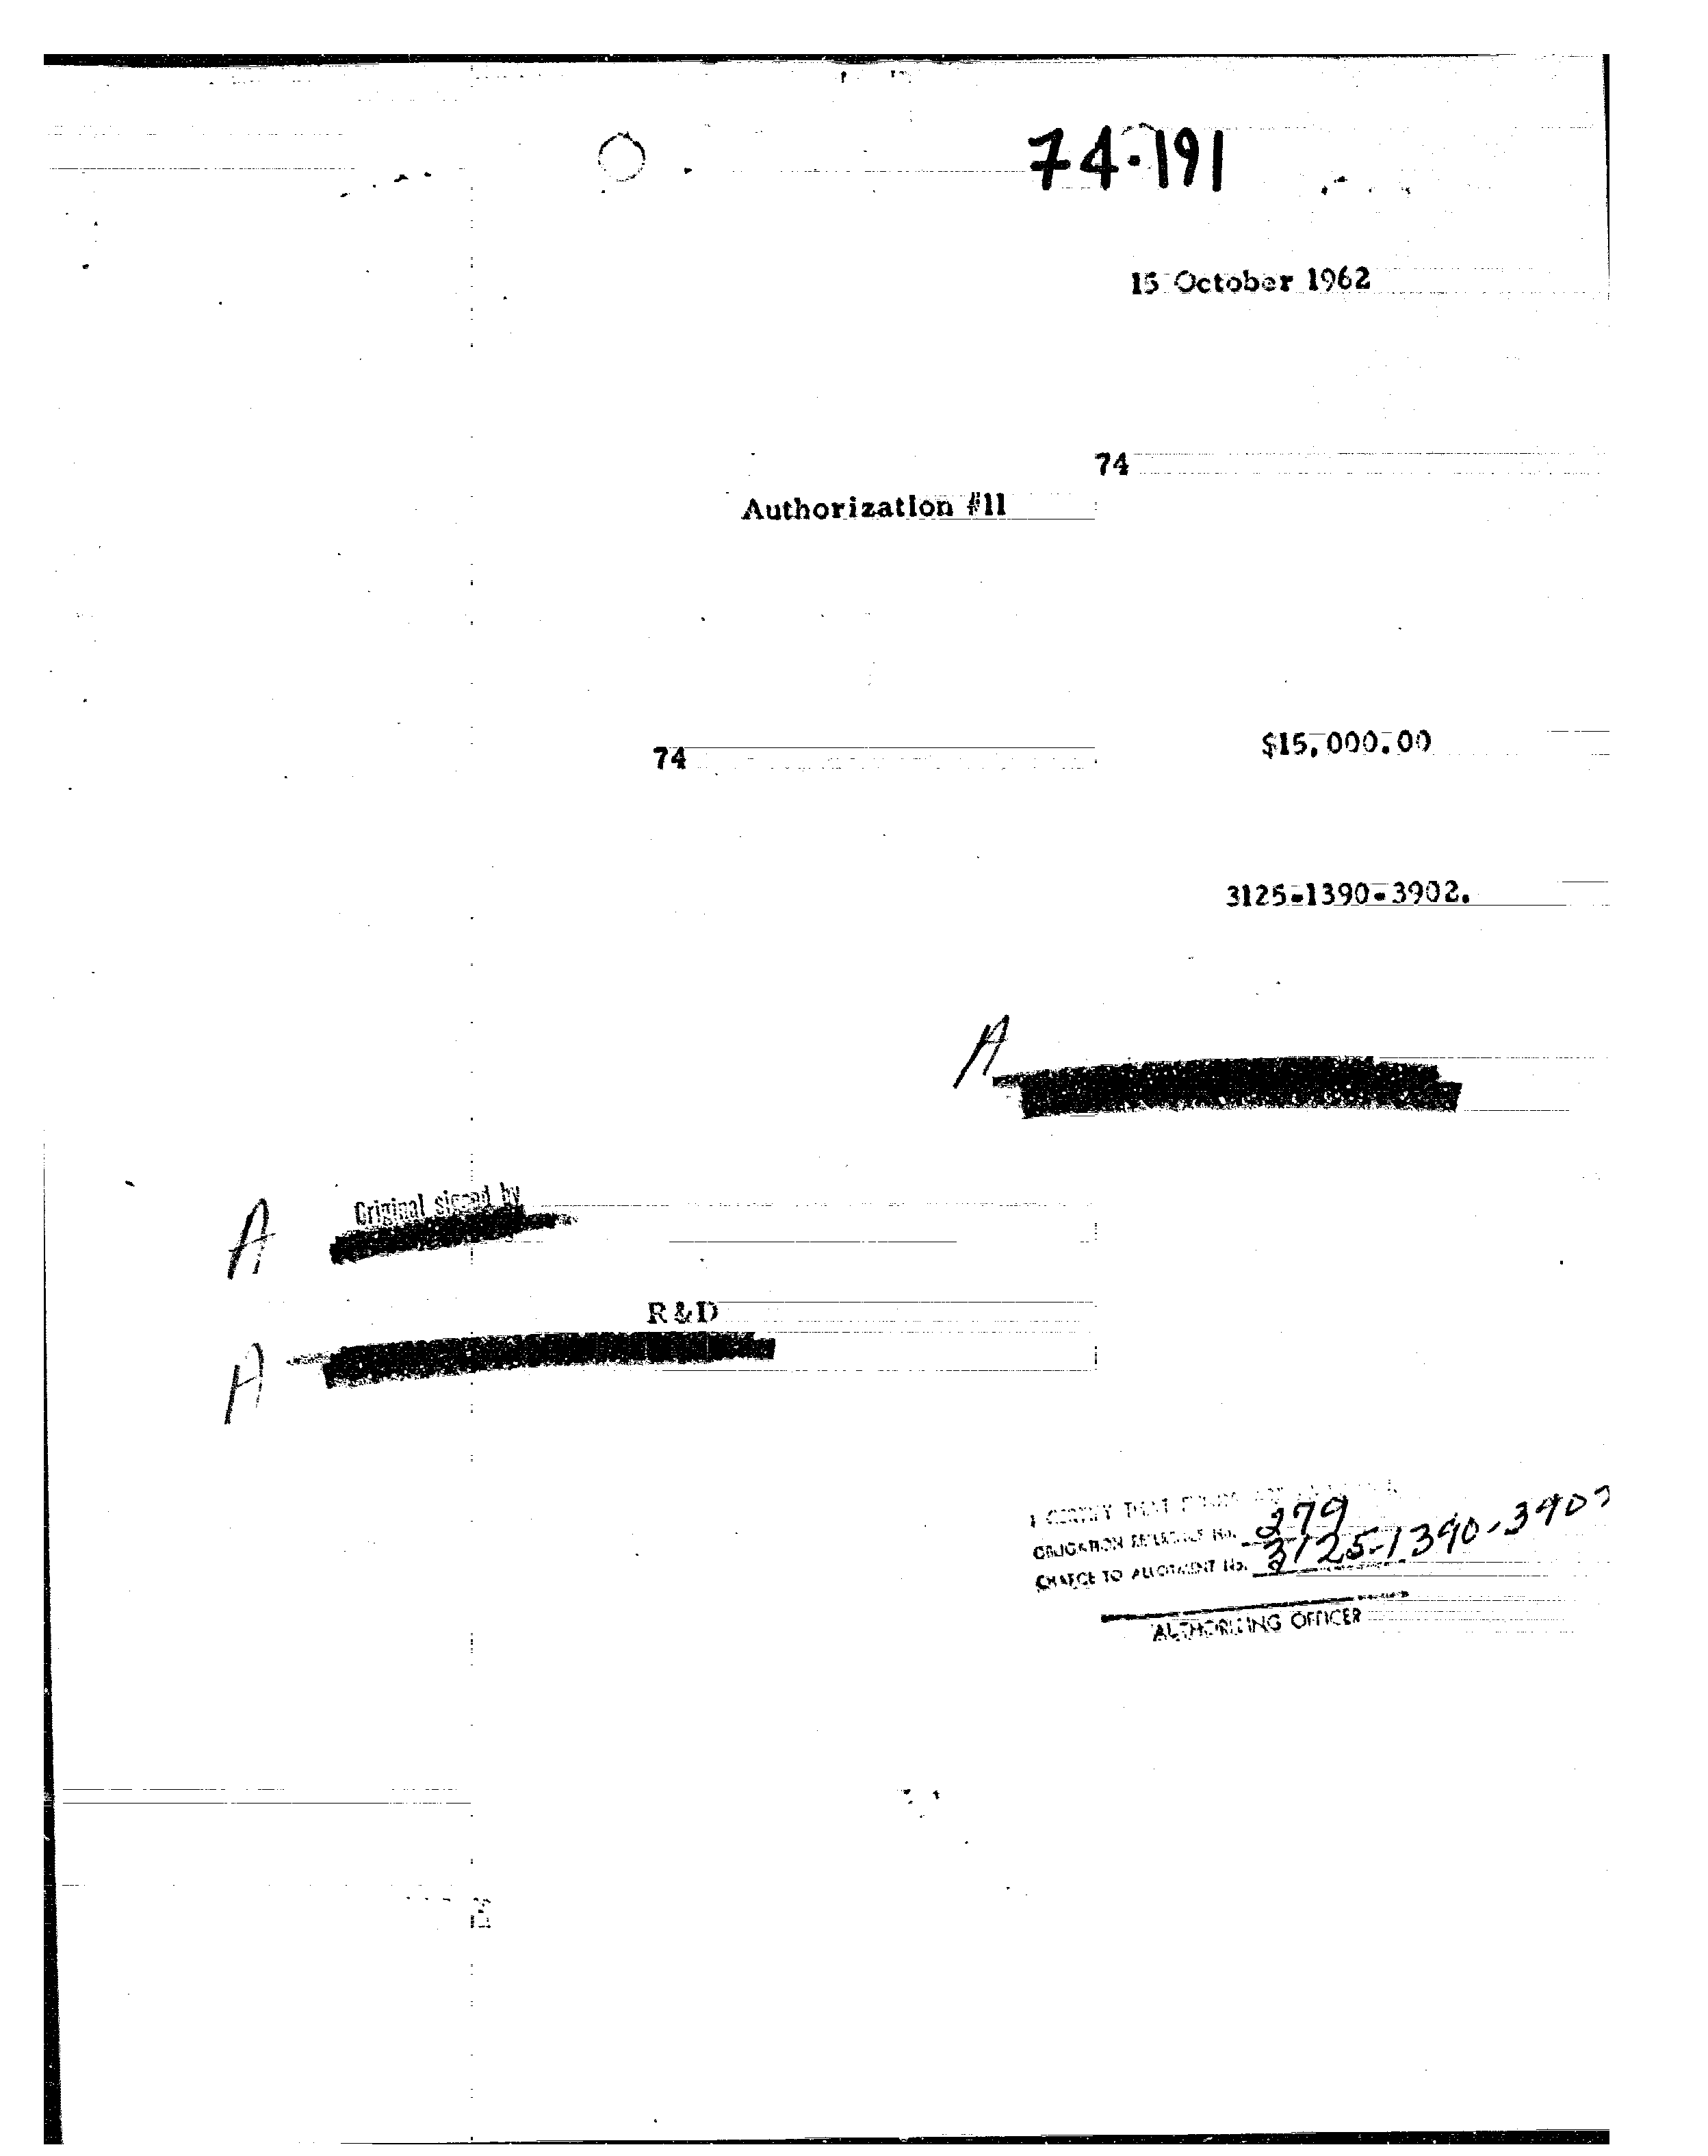 74-191
15 October 1962
74
Authorization #11
74
$15,000.00
3125-1390-3902.
A
A
Original signed by
R&D
A
I CERTIFY THAT FUNDS ARE
OBLIGATION REFERENCE NO. 279
CHARGE TO ALLOTMENT NO. 3125-1390-3902
AUTHORIZING OFFICER